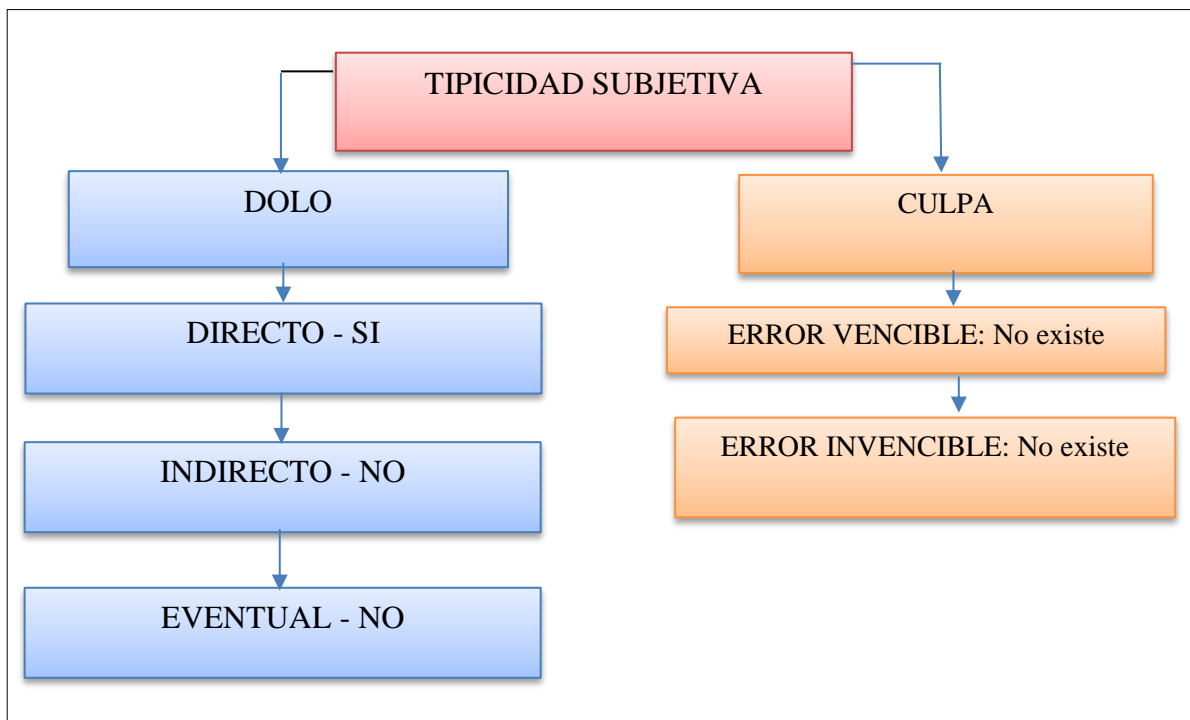 TIPICIDAD SUBJETIVA
DOLO
DIRECTO - SI
INDIRECTO - NO
EVENTUAL - NO
CULPA
ERROR VENCIBLE: No existe
ERROR INVENCIBLE: No existe